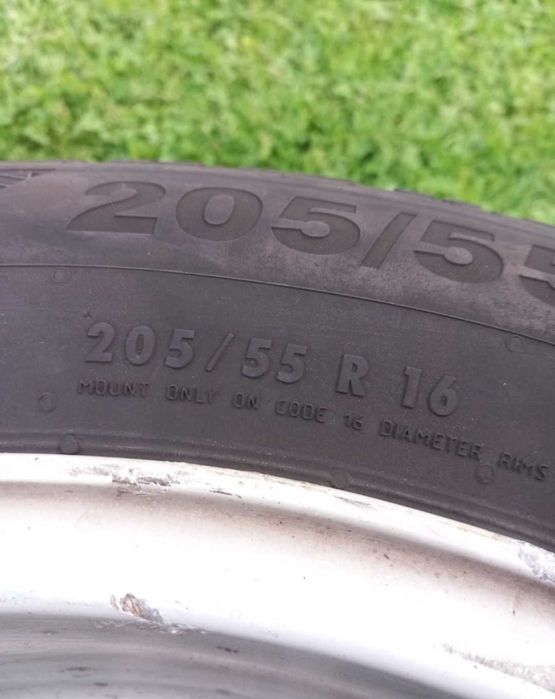 205/55
205/55 R 16
MOUNT ONLY ON CODE 16 DIAMETER RIMS